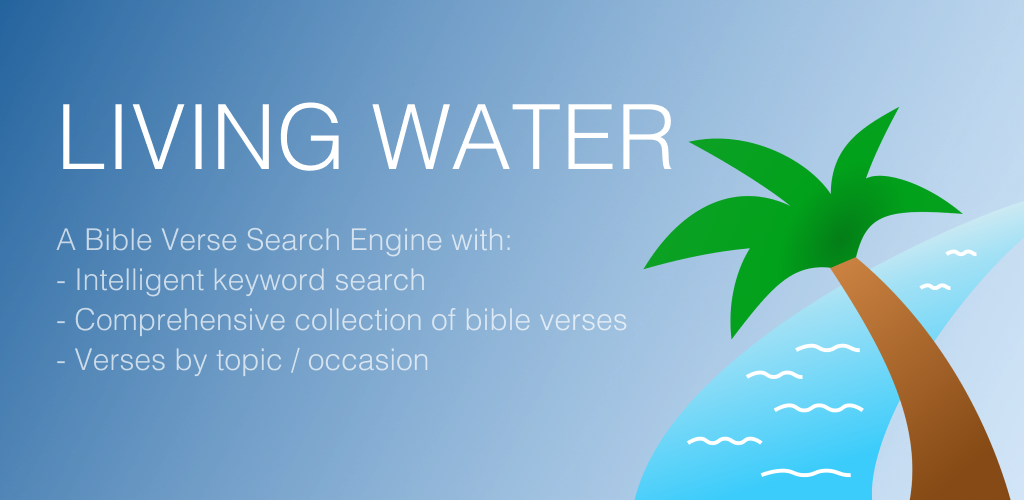 LIVING WATER
A Bible Verse Search Engine with:
- Intelligent keyword search
- Comprehensive collection of bible verses
- Verses by topic / occasion